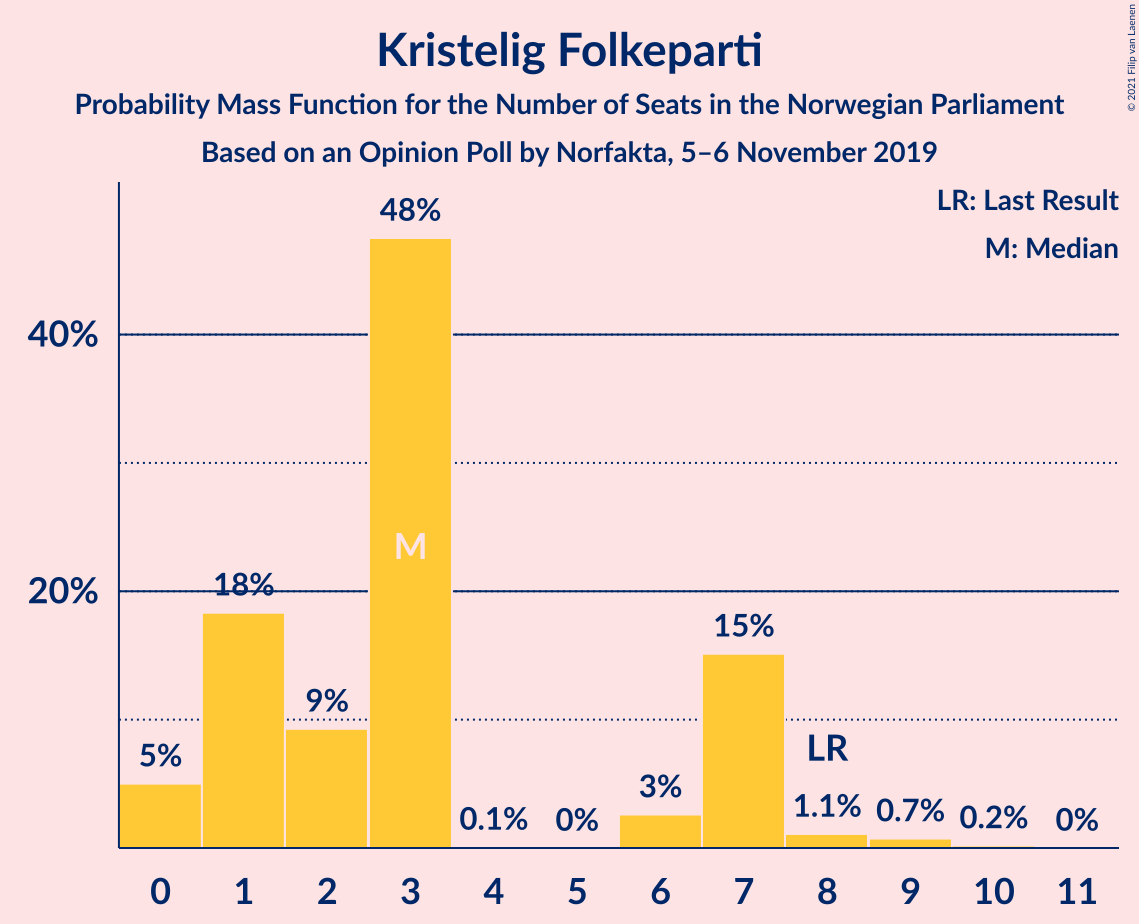 Kristelig Folkeparti
Probability Mass Function for the Number of Seats in the Norwegian Parliament
Based on an Opinion Poll by Norfakta, 5–6 November 2019
© 2021 Filip van Laenen
LR: Last Result
M: Median
48%
40%
M
20%
18%
15%
9%
5%
LR
3%
1.1%
0.7%
0.2%
0.1%
0%
0%
0 1 2 3 4 5 6 7 8 9 10 11